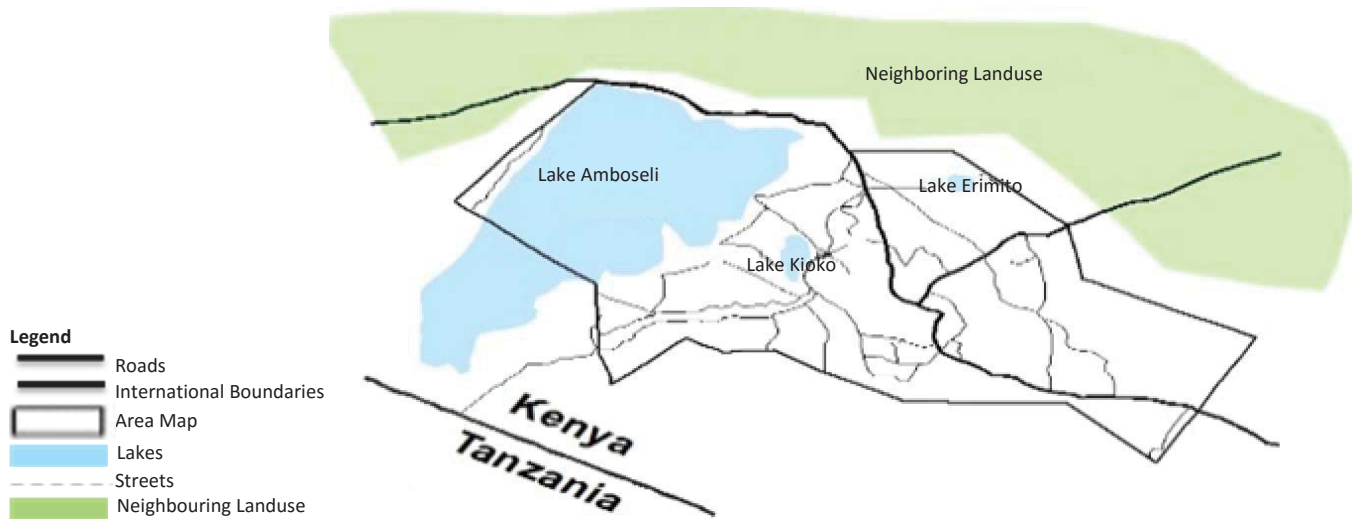 Neighboring Landuse
Lake Amboseli
Lake Erimito
Lake Kioko
Kenya
Tanzania
Legend
Roads
International Boundaries
Area Map
Lakes
Streets
Neighbouring Landuse